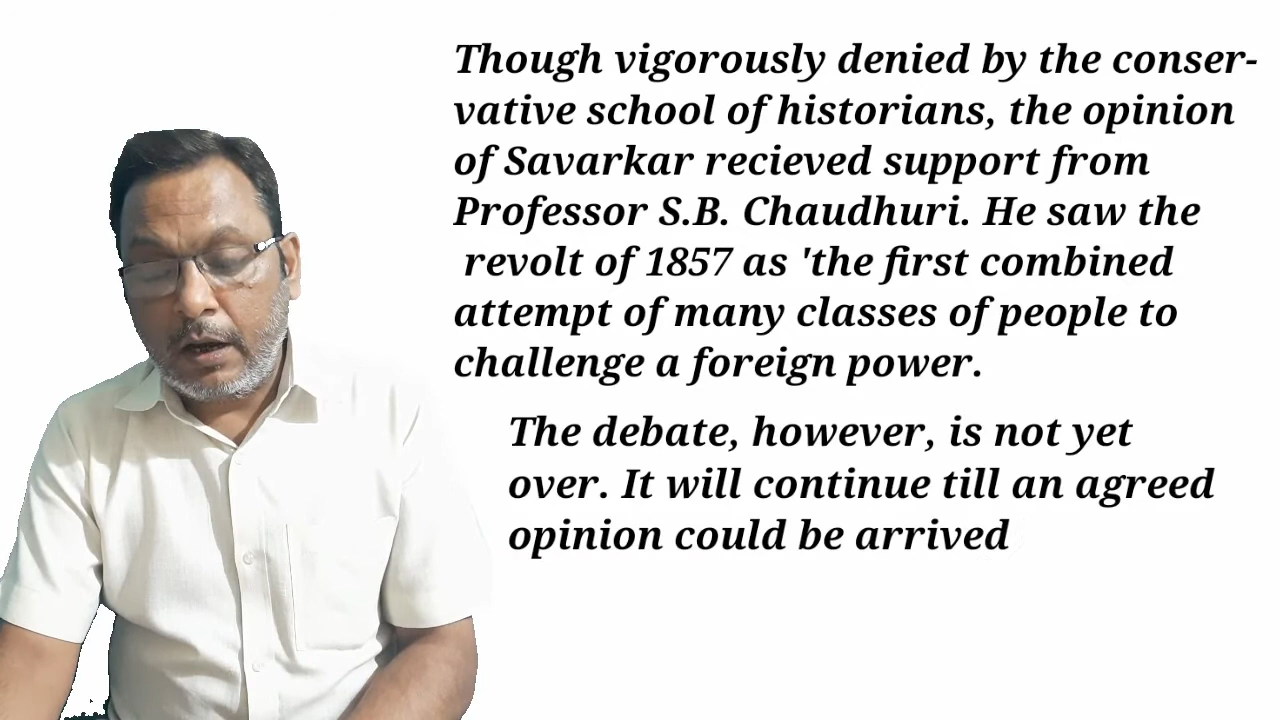 Though vigorously denied by the conser-
vative school of historians, the opinion
of Savarkar recieved support from
Professor S.B. Chaudhuri. He saw the
revolt of 1857 as 'the first combined
attempt of many classes of people to
challenge a foreign power.
The debate, however, is not yet
over. It will continue till an agreed
opinion could be arrived